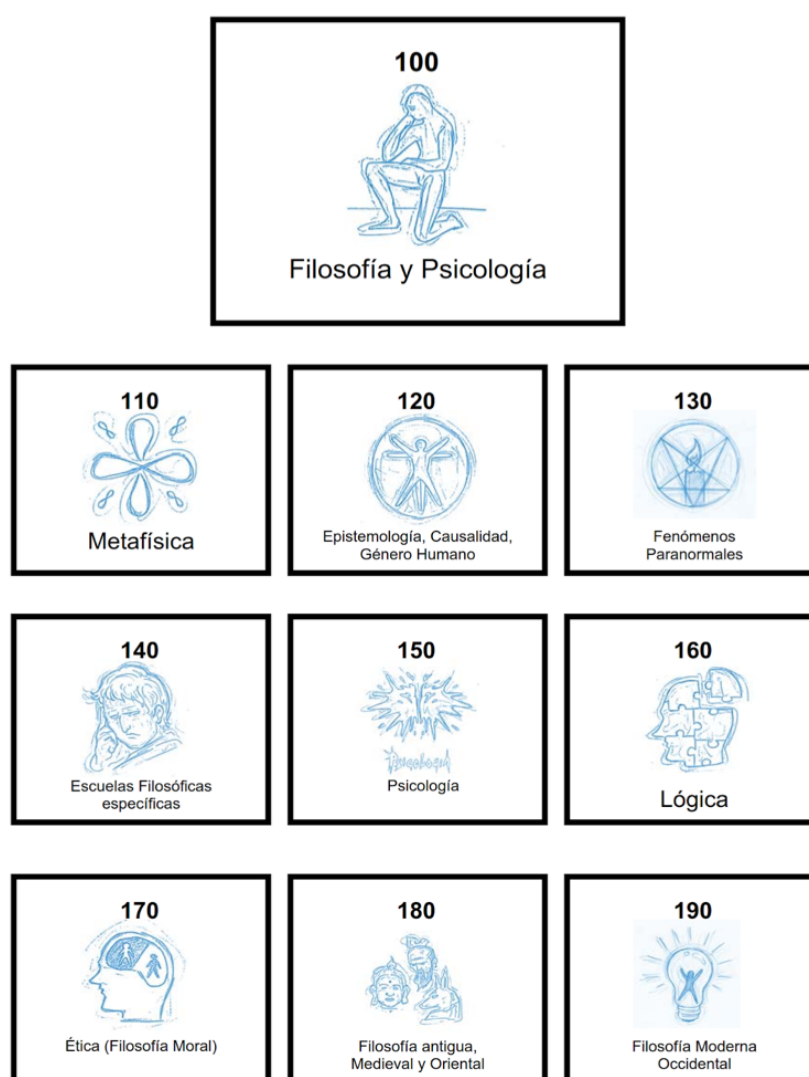 100
Filosofía y Psicología
110
Metafísica
120
Epistemología, Causalidad,
Género Humano
130
Fenómenos
Paranormales
140
Escuelas Filosóficas
específicas
150
Psicología
160
Lógica
170
Ética (Filosofía Moral)
180
Filosofía antigua,
Medieval y Oriental
190
Filosofía Moderna
Occidental